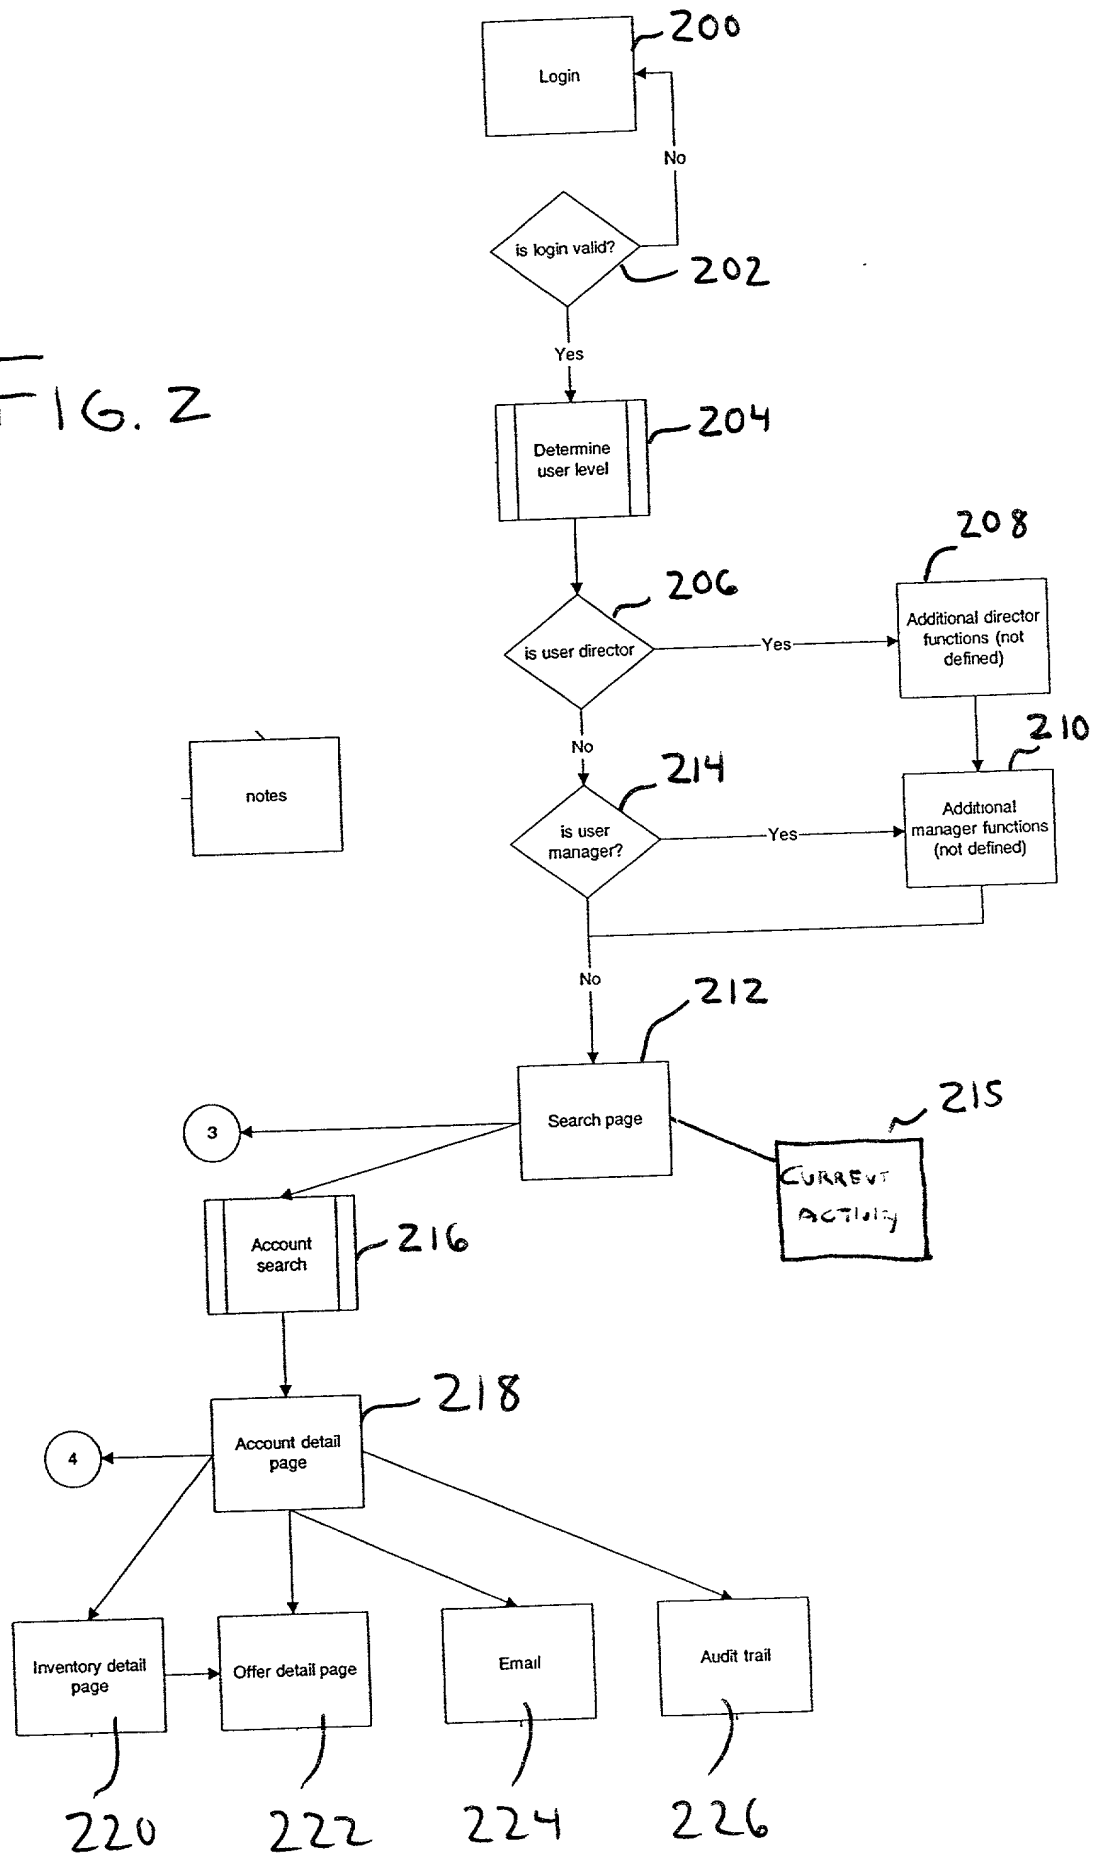 200
Login
No
is login valid?
202
Yes
FIG. 2
204
Determine
user level
208
206
Additional director
functions (not
defined)
is user director
Yes
210
No
214
notes
Additional
manager functions
(not defined)
is user
manager?
Yes
No
212
215
Search page
3
CURRENT
ACTIVITY
Account
search
216
218
Account detail
page
4
Inventory detail
page
Offer detail page
Email
Audit trail
220
222
224
226